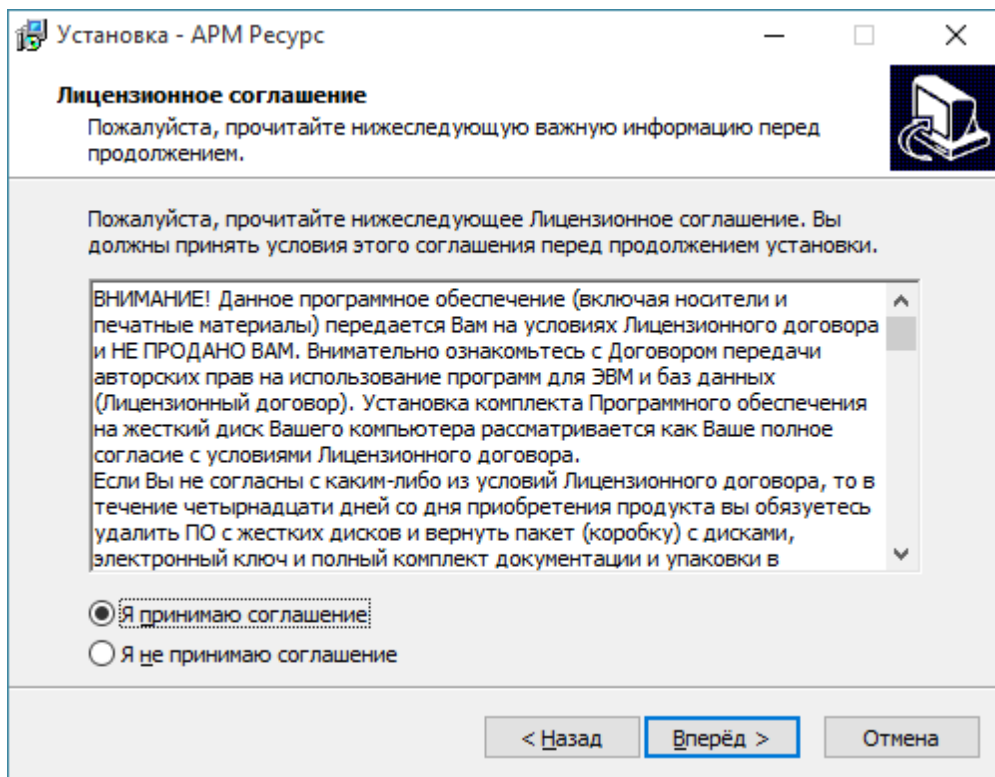 Установка - АРМ Ресурс
Лицензионное соглашение
Пожалуйста, прочитайте нижеследующую важную информацию перед
продолжением.
Пожалуйста, прочитайте нижеследующее Лицензионное соглашение. Вы
должны принять условия этого соглашения перед продолжением установки.
ВНИМАНИЕ! Данное программное обеспечение (включая носители и
печатные материалы) передается Вам на условиях Лицензионного договора
и НЕ ПРОДАНО ВАМ. Внимательно ознакомьтесь с Договором передачи
авторских прав на использование программ для ЭВМ и баз данных
(Лицензионный договор). Установка комплекта Программного обеспечения
на жесткий диск Вашего компьютера рассматривается как Ваше полное
согласие с условиями Лицензионного договора.
Если Вы не согласны с каким-либо из условий Лицензионного договора, то в
течение четырнадцати дней со дня приобретения продукта вы обязуетесь
удалить ПО с жестких дисков и вернуть пакет (коробку) с дисками,
электронный ключ и полный комплект документации и упаковки в
Я принимаю соглашение
Я не принимаю соглашение
< Назад
Вперёд >
Отмена